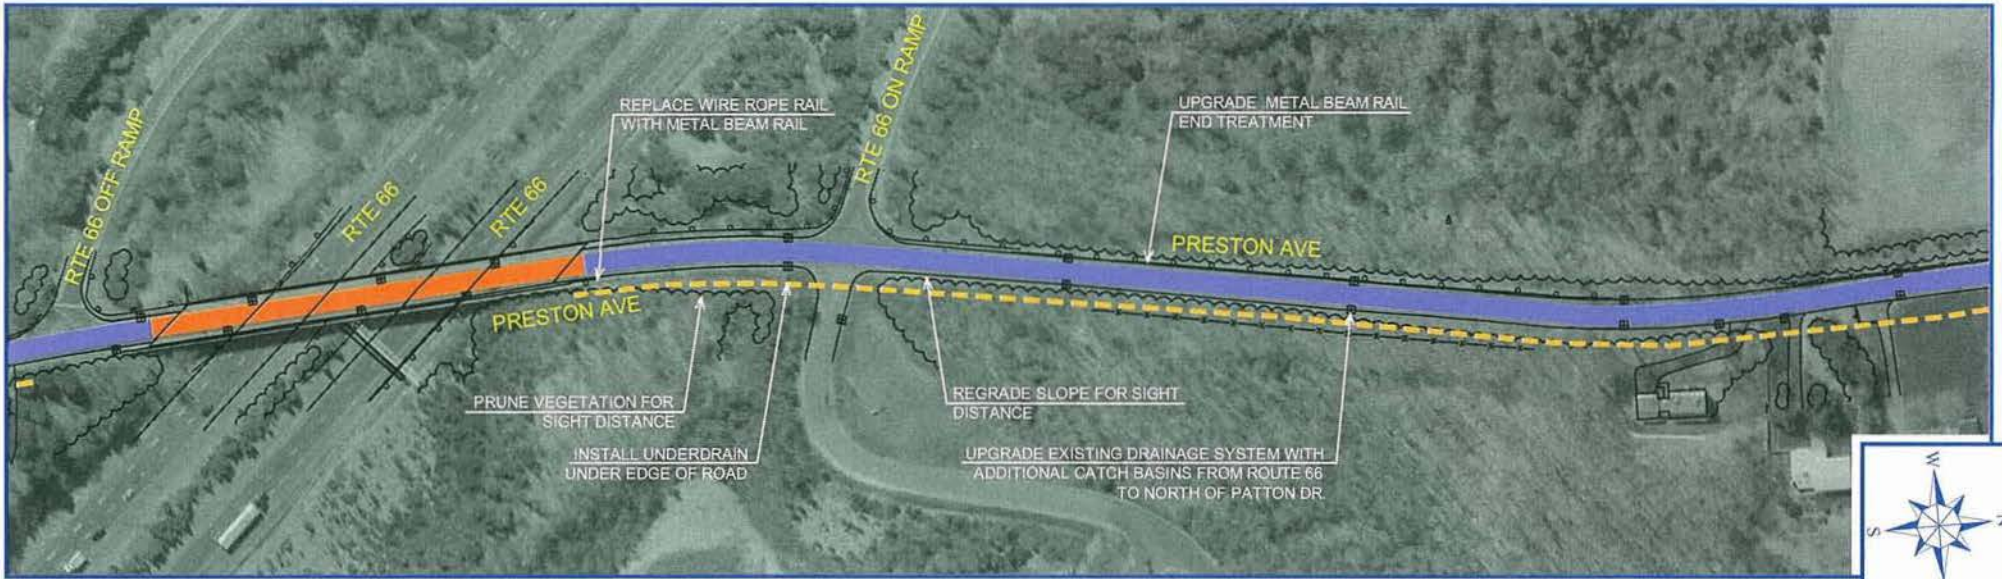 RTE 66 OFF RAMP
RTE 66
RTE 66
REPLACE WIRE ROPE RAIL
WITH METAL BEAM RAIL
RTE 66 ON RAMP
UPGRADE METAL BEAM RAIL
END TREATMENT
PRESTON AVE
PRESTON AVE
PRUNE VEGETATION FOR
SIGHT DISTANCE
INSTALL UNDERDRAIN
UNDER EDGE OF ROAD
REGRADE SLOPE FOR SIGHT
DISTANCE
UPGRADE EXISTING DRAINAGE SYSTEM WITH
ADDITIONAL CATCH BASINS FROM ROUTE 66
TO NORTH OF PATTON DR.
W
S